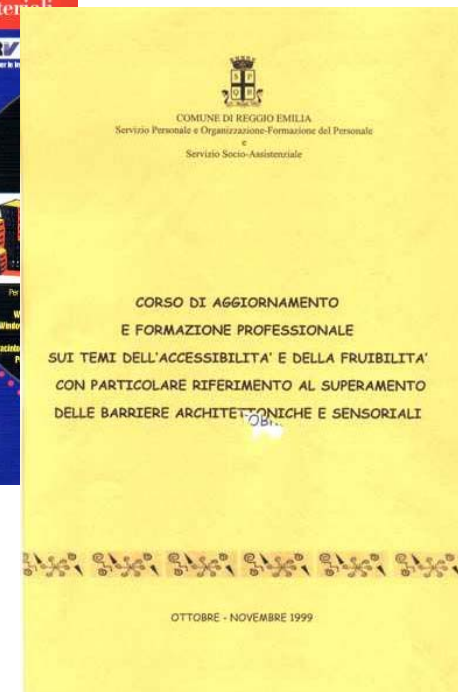 COMUNE DI REGGIO EMILIA
Servizio Personale e Organizzazione-Formazione del Personale
e
Servizio Socio-Assistenziale
CORSO DI AGGIORNAMENTO
E FORMAZIONE PROFESSIONALE
SUI TEMI DELL'ACCESSIBILITA' E DELLA FRUIBILITA'
CON PARTICOLARE RIFERIMENTO AL SUPERAMENTO
DELLE BARRIERE ARCHITETTONICHE E SENSORIALI
OTTOBRE - NOVEMBRE 1999